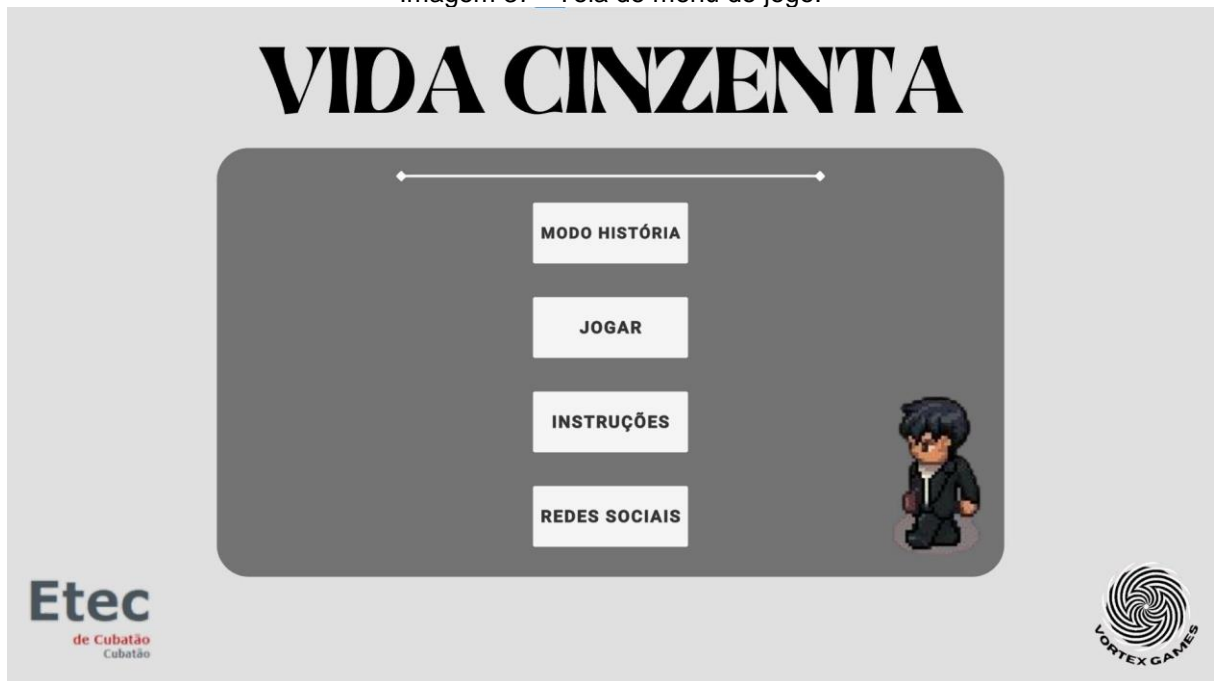 VIDA CINZENTA
MODO HISTÓRIA
JOGAR
INSTRUÇÕES
REDES SOCIAIS
Etec
de Cubatão
Cubatão
VORTEX GAMES